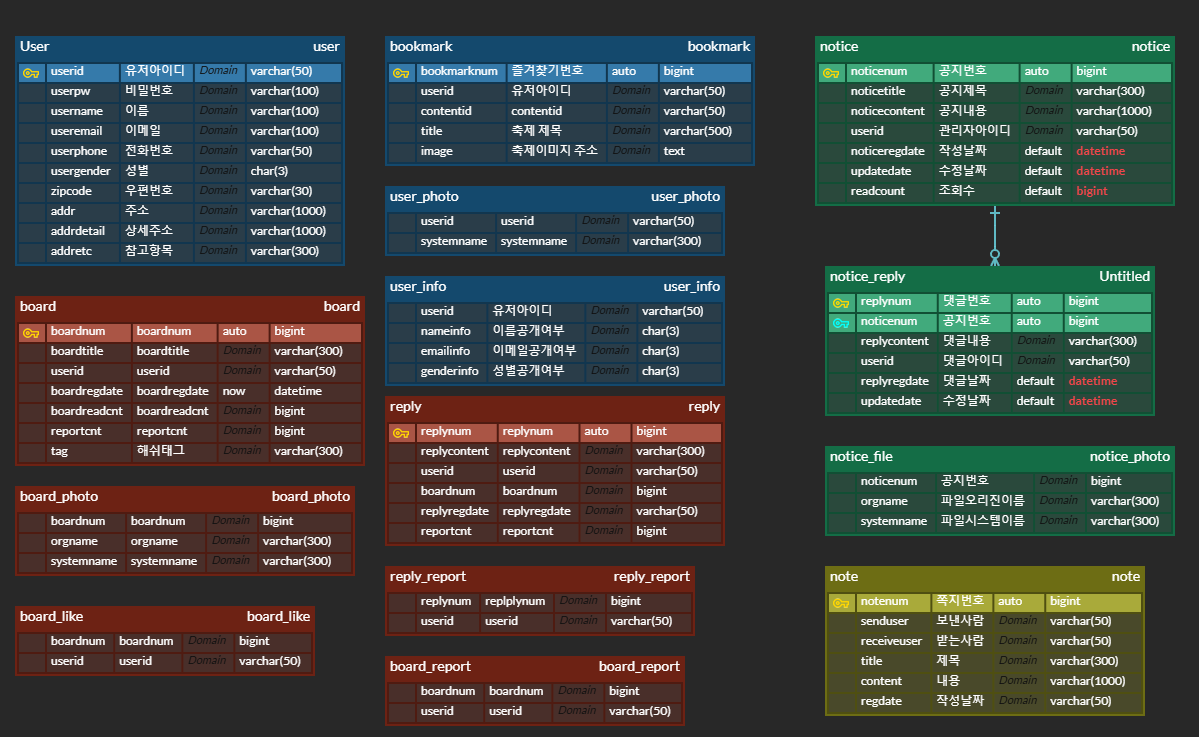 User user
userid 유저아이디 Domain varchar(50)
userpw 비밀번호 Domain varchar(100)
username 이름 Domain varchar(100)
useremail 이메일 Domain varchar(100)
userphone 전화번호 Domain varchar(50)
usergender 성별 Domain char(3)
zipcode 우편번호 Domain varchar(30)
addr 주소 Domain varchar(1000)
addrdetail 상세주소 Domain varchar(1000)
addretc 참고항목 Domain varchar(300)
board board
boardnum boardnum auto bigint
boardtitle boardtitle Domain varchar(300)
userid userid Domain varchar(50)
boardregdate boardregdate now datetime
boardreadcnt boardreadcnt Domain bigint
reportcnt reportcnt Domain bigint
tag 해쉬태그 Domain varchar(300)
board_photo board_photo
boardnum boardnum Domain bigint
orgname orgname Domain varchar(300)
systemname systemname Domain varchar(300)
board_like board_like
boardnum boardnum Domain bigint
userid userid Domain varchar(50)
bookmark bookmark
bookmarknum 즐겨찾기번호 auto bigint
userid 유저아이디 Domain varchar(50)
contentid contentid Domain varchar(50)
title 축제 제목 Domain varchar(500)
image 축제이미지 주소 Domain text
user_photo user_photo
userid userid Domain varchar(50)
systemname systemname Domain varchar(300)
user_info user_info
userid 유저아이디 Domain varchar(50)
nameinfo 이름공개여부 Domain char(3)
emailinfo 이메일공개여부 Domain char(3)
genderinfo 성별공개여부 Domain char(3)
reply reply
replynum replynum auto bigint
replycontent replycontent Domain varchar(300)
userid userid Domain varchar(50)
boardnum boardnum Domain bigint
replyregdate replyregdate Domain varchar(50)
reportcnt reportcnt Domain bigint
reply_report reply_report
replynum replplynum Domain bigint
userid userid Domain varchar(50)
board_report board_report
boardnum boardnum Domain bigint
userid userid Domain varchar(50)
notice notice
noticenum 공지번호 auto bigint
noticetitle 공지제목 Domain varchar(300)
noticecontent 공지내용 Domain varchar(1000)
userid 관리자아이디 Domain varchar(50)
noticeregdate 작성날짜 default datetime
updatedate 수정날짜 default datetime
readcount 조회수 default bigint
notice_reply Untitled
replynum 댓글번호 auto bigint
noticenum 공지번호 auto bigint
replycontent 댓글내용 Domain varchar(300)
userid 댓글아이디 Domain varchar(50)
replyregdate 댓글날짜 default datetime
updatedate 수정날짜 default datetime
notice_file notice_photo
noticenum 공지번호 Domain bigint
orgname 파일오리진이름 Domain varchar(300)
systemname 파일시스템이름 Domain varchar(300)
note note
notenum 쪽지번호 auto bigint
senduser 보낸사람 Domain varchar(50)
receiveuser 받는사람 Domain varchar(50)
title 제목 Domain varchar(300)
content 내용 Domain varchar(1000)
regdate 작성날짜 Domain varchar(50)